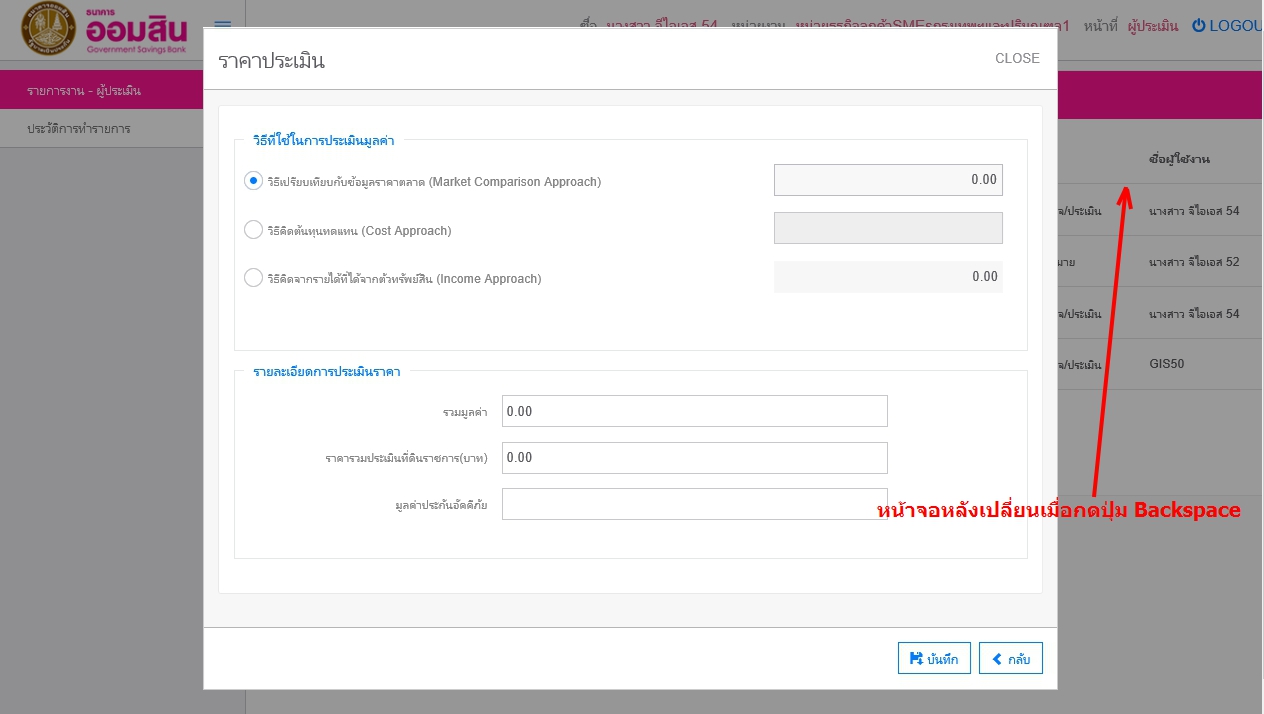 ธนาคาร
ออมสิน
Government Savings Bank
ชื่อ นางสาว จีไอเอส 54 หน่วยงาน หน่วยธุรกิจลูกค้าSMEsกรุงเทพและปริมณฑล1 หน้าที่ ผู้ประเมิน LOGOU
ราคาประเมิน
CLOSE
รายการงาน - ผู้ประเมิน
ประวัติการทำรายการ
วิธีที่ใช้ในการประเมินมูลค่า
ชื่อผู้ใช้งาน
วิธีเปรียบเทียบกับข้อมูลราคาตลาด (Market Comparison Approach) 0.00
/ประเมิน นางสาว จีไอเอส 54
วิธีคิดต้นทุนทดแทน (Cost Approach)
นาย นางสาว จีไอเอส 52
วิธีคิดจากรายได้ที่ได้จากตัวทรัพย์สิน (Income Approach) 0.00
/ประเมิน นางสาว จีไอเอส 54
/ประเมิน GIS50
รายละเอียดการประเมินราคา
รวมมูลค่า 0.00
ราคารวมประเมินที่ดินราชการ(บาท) 0.00
มูลค่าประกันอัคคีภัย
หน้าจอหลังเปลี่ยนเมื่อกดปุ่ม Backspace
บันทึก กลับ